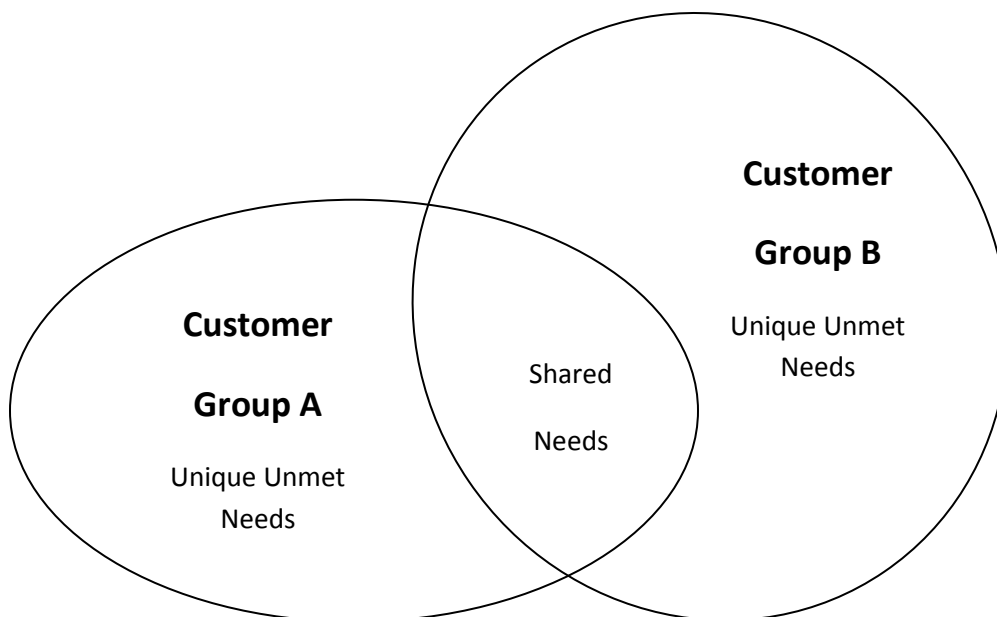 Customer
Group A
Unique Unmet
Needs
Shared
Needs
Customer
Group B
Unique Unmet
Needs